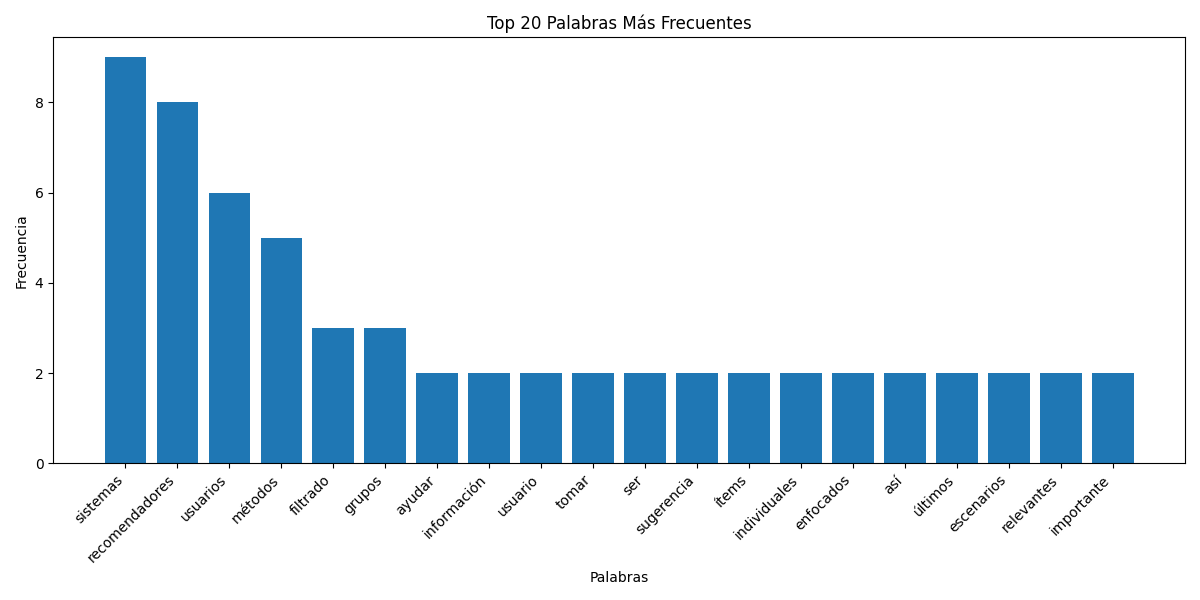 Top 20 Palabras Más Frecuentes
Frecuencia
8
6
4
2
0
sistemas
recomendadores
usuarios
métodos
filtrado
grupos
ayudar
información
usuario
tomar
ser
sugerencia
ítems
individuales
enfocados
así
últimos
escenarios
relevantes
importante
Palabras